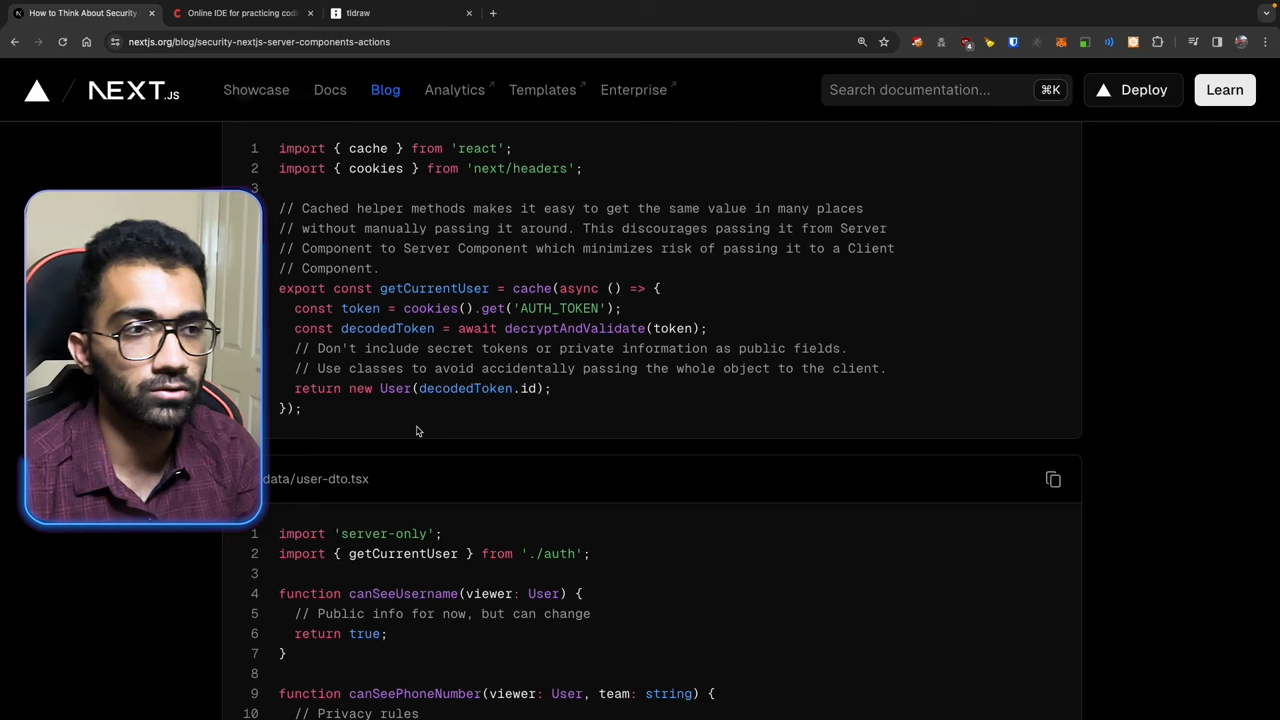 How to Think About Security
Online IDE for practicing codi
tldraw
nextjs.org/blog/security-nextjs-server-components-actions
NEXT.JS
Showcase
Docs
Blog
Analytics
Templates
Enterprise
Search documentation...
⌘K
Deploy
Learn
1 import { cache } from 'react';
2 import { cookies } from 'next/headers';
3
// Cached helper methods makes it easy to get the same value in many places
// without manually passing it around. This discourages passing it from Server
// Component to Server Component which minimizes risk of passing it to a Client
// Component.
export const getCurrentUser = cache(async () => {
const token = cookies().get('AUTH_TOKEN');
const decodedToken = await decryptAndValidate(token);
// Don't include secret tokens or private information as public fields.
// Use classes to avoid accidentally passing the whole object to the client.
return new User(decodedToken.id);
});
data/user-dto.tsx
1 import 'server-only';
2 import { getCurrentUser } from './auth';
3
4 function canSeeUsername(viewer: User) {
5 // Public info for now, but can change
6 return true;
7 }
8
9 function canSeePhoneNumber(viewer: User, team: string) {
10 // Privacy rules